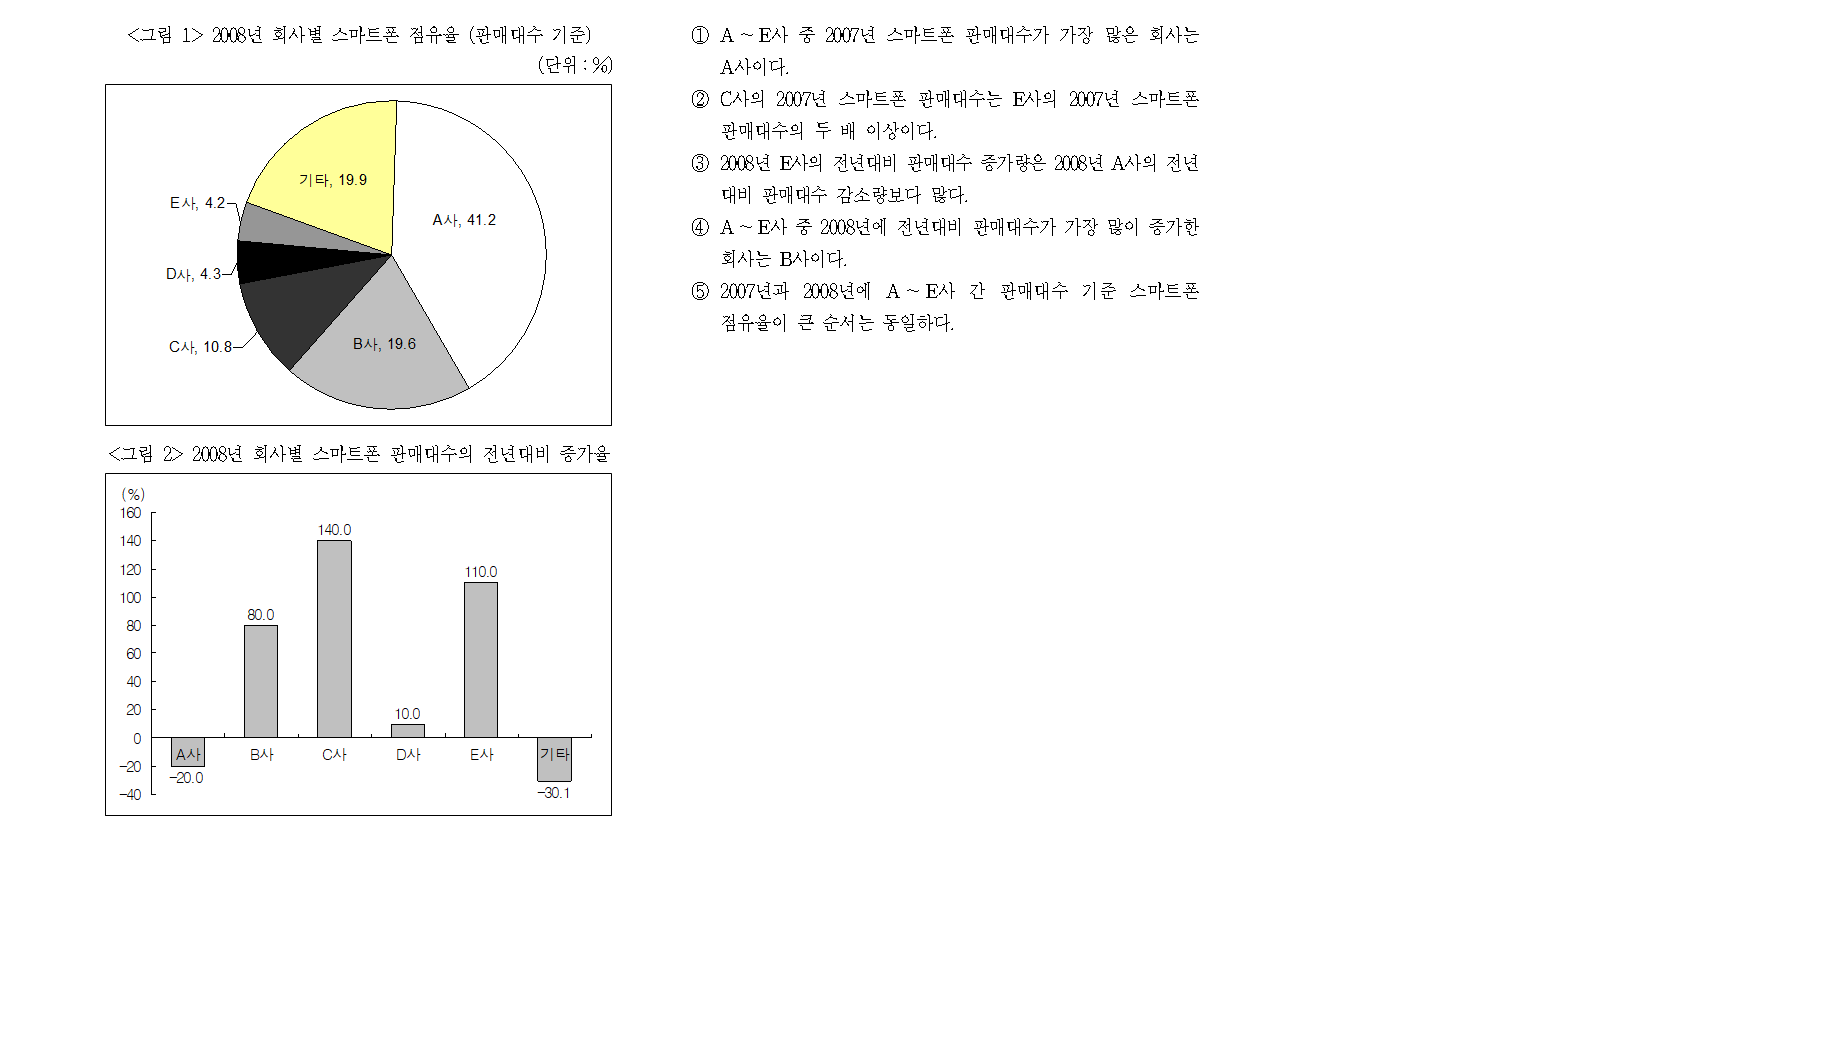 <그림 1> 2008년 회사별 스마트폰 점유율 (판매대수 기준)
(단위 : %)
기타, 19.9
E사, 4.2
A사, 41.2
D사, 4.3
C사, 10.8
B사, 19.6
<그림 2> 2008년 회사별 스마트폰 판매대수의 전년대비 증가율
(%)
160
140
120
100
80
60
40
20
0
-20
-40
140.0
110.0
80.0
10.0
A사
B사
C사
D사
E사
기타
-20.0
-30.1
① A ~ E사 중 2007년 스마트폰 판매대수가 가장 많은 회사는
A사이다.
② C사의 2007년 스마트폰 판매대수는 E사의 2007년 스마트폰
판매대수의 두 배 이상이다.
③ 2008년 E사의 전년대비 판매대수 증가량은 2008년 A사의 전년
대비 판매대수 감소량보다 많다.
④ A ~ E사 중 2008년에 전년대비 판매대수가 가장 많이 증가한
회사는 B사이다.
⑤ 2007년과 2008년에 A ~ E사 간 판매대수 기준 스마트폰
점유율이 큰 순서는 동일하다.